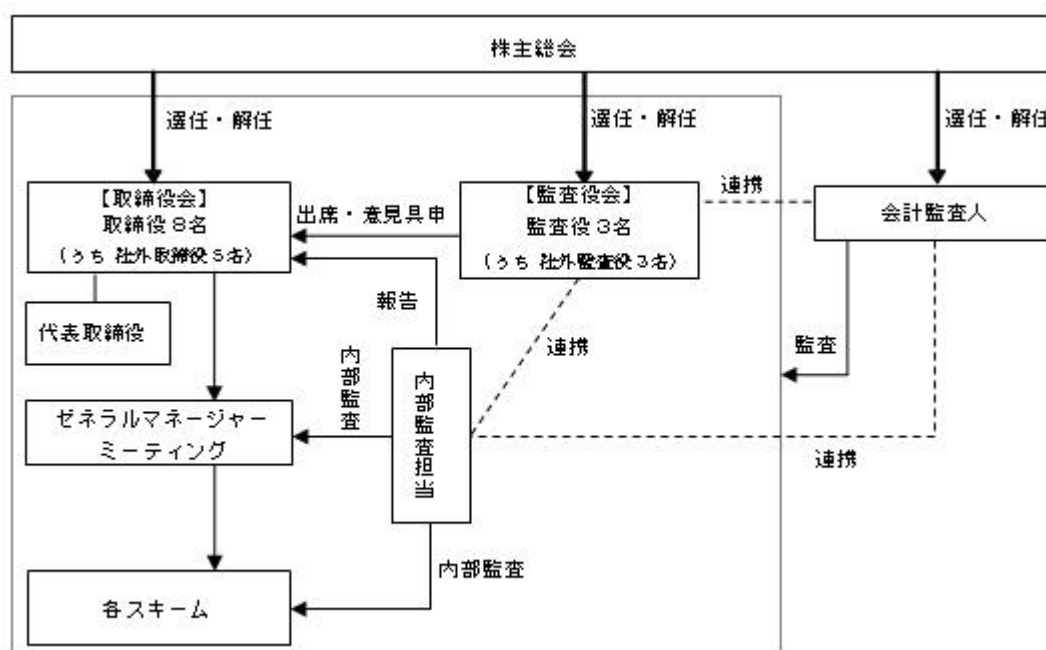 株主総会
選任・解任
選任・解任
選任・解任
【取締役会】
取締役8名
(うち 社外取締役5名)
出席・意見具申
【監査役会】
監査役3名
(うち 社外監査役3名)
連携
会計監査人
代表取締役
報告
連携
監査
内部監査
内部監査担当
ゼネラルマネージャー
ミーティング
連携
内部監査
各スキーム